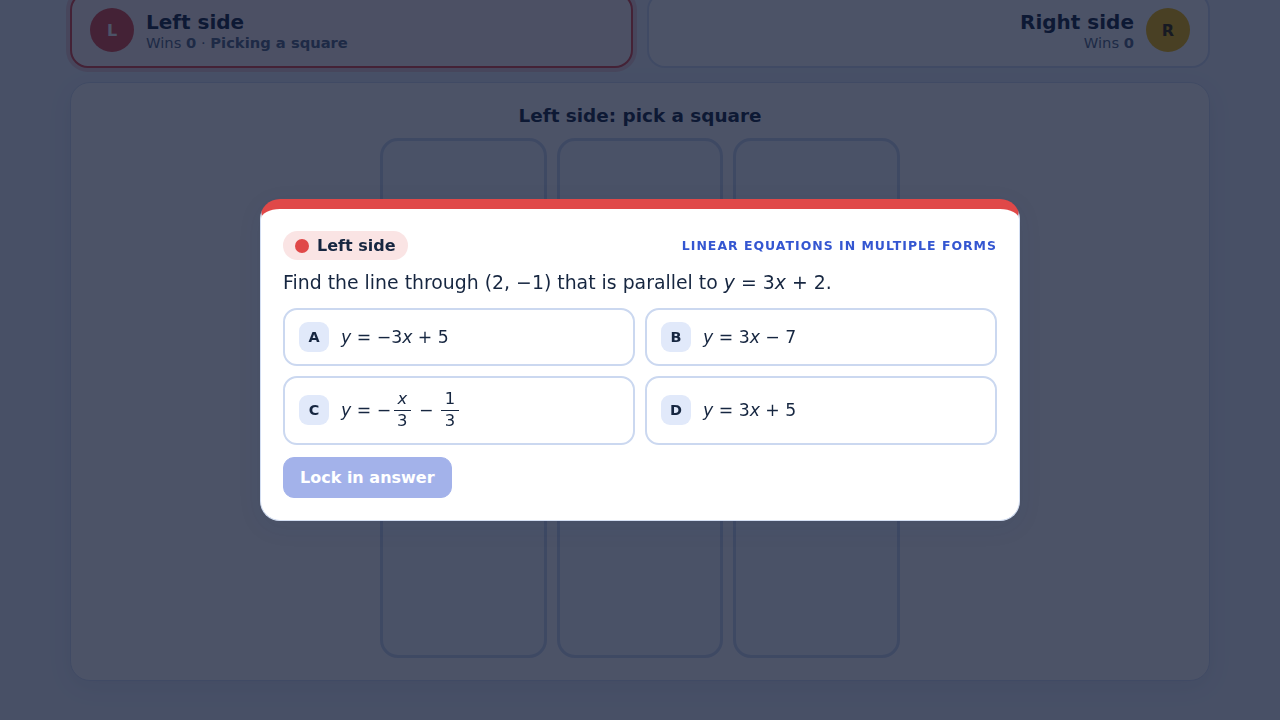 L
Left side
Wins 0 · Picking a square
Right side
Wins 0
R
Left side: pick a square
Left side
LINEAR EQUATIONS IN MULTIPLE FORMS
Find the line through (2, −1) that is parallel to y = 3x + 2.
A y = −3x + 5
B y = 3x − 7
C y = −x/3 − 1/3
D y = 3x + 5
Lock in answer